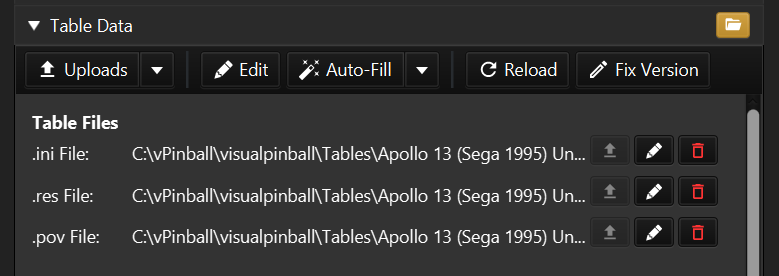 Table Data
Uploads Edit Auto-Fill Reload Fix Version
Table Files
.ini File: C:\vPinball\visualpinball\Tables\Apollo 13 (Sega 1995) Un...
.res File: C:\vPinball\visualpinball\Tables\Apollo 13 (Sega 1995) Un...
.pov File: C:\vPinball\visualpinball\Tables\Apollo 13 (Sega 1995) Un...